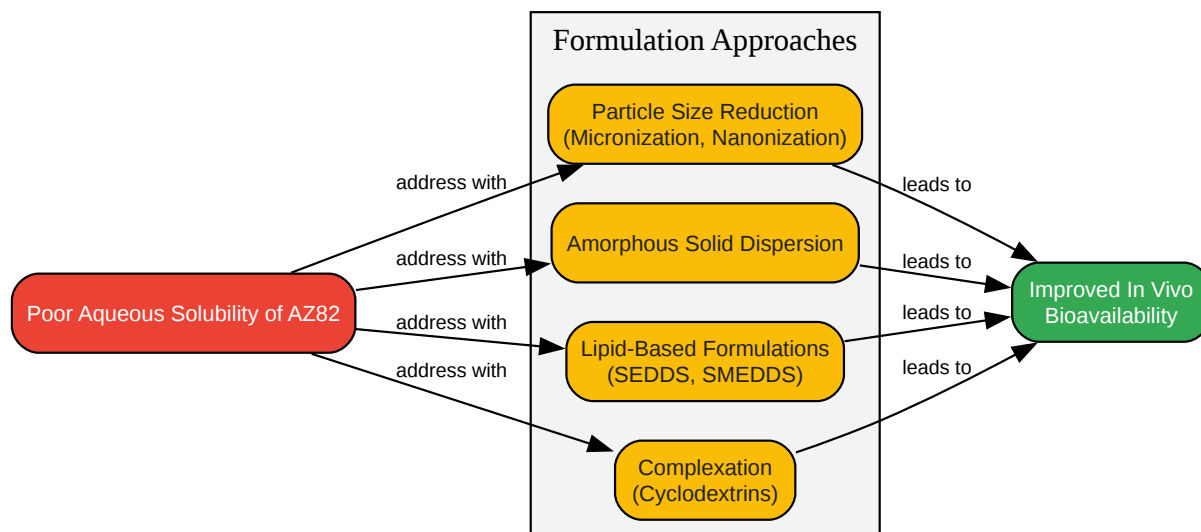 Formulation Approaches
Particle Size Reduction
(Micronization, Nanonization)
address with
leads to
Amorphous Solid Dispersion
address with
leads to
Poor Aqueous Solubility of AZ82
Improved In Vivo
Bioavailability
address with
leads to
Lipid-Based Formulations
(SEDDS, SMEDDS)
address with
leads to
Complexation
(Cyclodextrins)